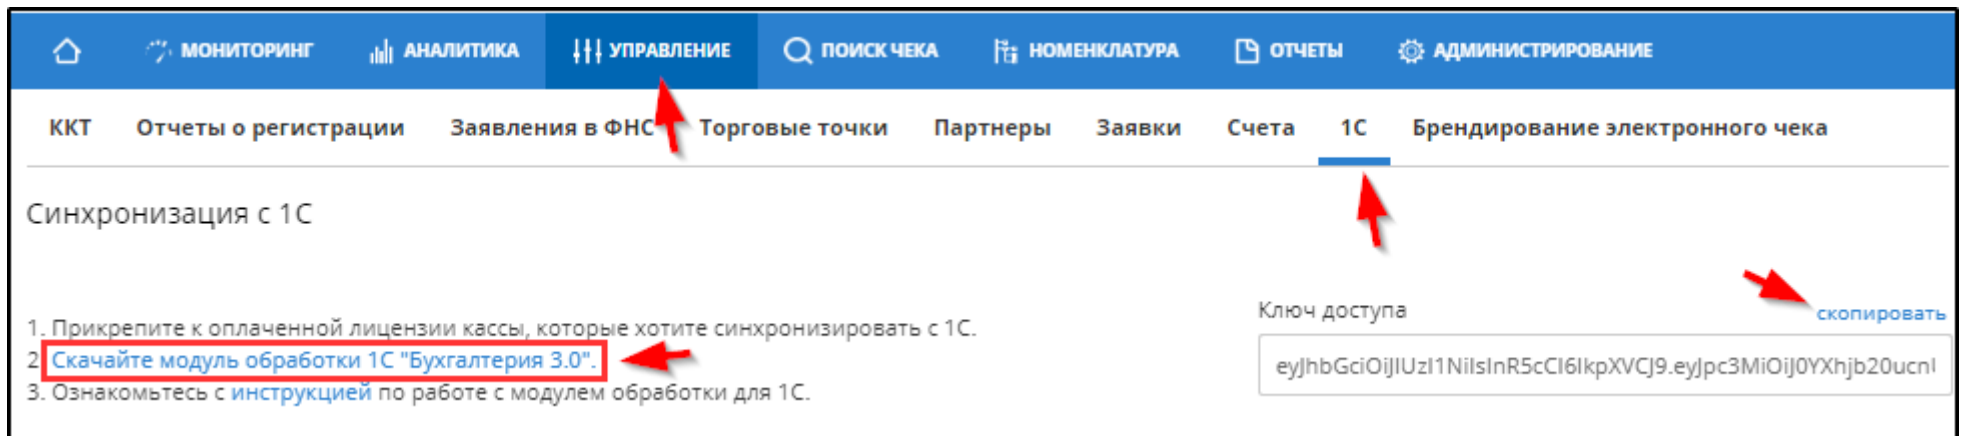 МОНИТОРИНГ АНАЛИТИКА УПРАВЛЕНИЕ ПОИСК ЧЕКА НОМЕНКЛАТУРА ОТЧЕТЫ АДМИНИСТРИРОВАНИЕ
ККТ Отчеты о регистрации Заявления в ФНС Торговые точки Партнеры Заявки Счета 1С Брендирование электронного чека
Синхронизация с 1С
1. Прикрепите к оплаченной лицензии кассы, которые хотите синхронизировать с 1С.
2. Скачайте модуль обработки 1С "Бухгалтерия 3.0".
3. Ознакомьтесь с инструкцией по работе с модулем обработки для 1С.
Ключ доступа скопировать
eyJhbGciOiJIUzI1NiIsInR5cCI6IkpXVCJ9.eyJpc3MiOiJ0YXhjb20ucnU